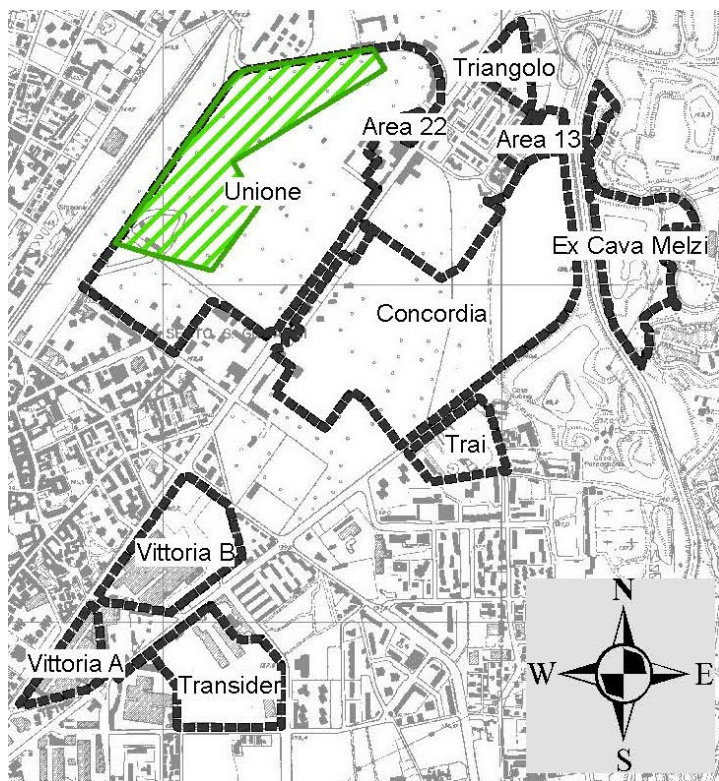 Triangolo
Area 22
Area 13
Unione
Ex Cava Melzi
Concordia
Trai
Vittoria B
Vittoria A
Transider
N
W
E
S